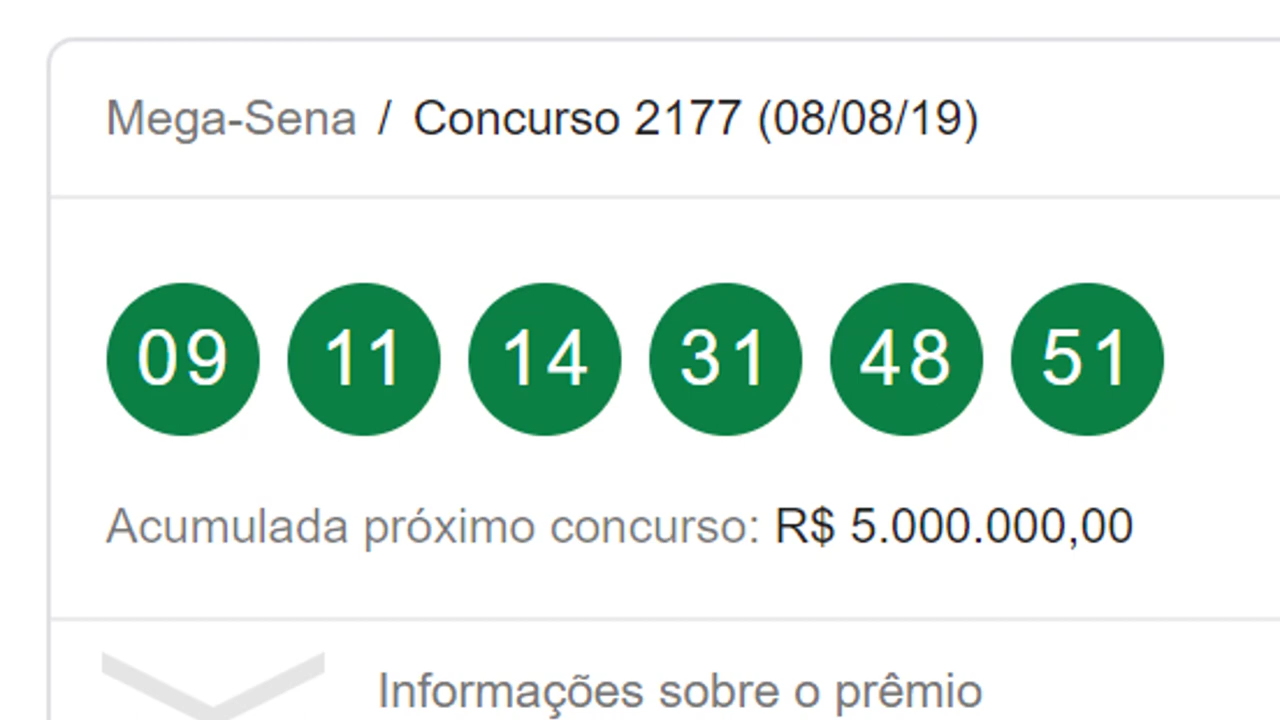 Mega-Sena / Concurso 2177 (08/08/19)
09 11 14 31 48 51
Acumulada próximo concurso: R$ 5.000.000,00
Informações sobre o prêmio